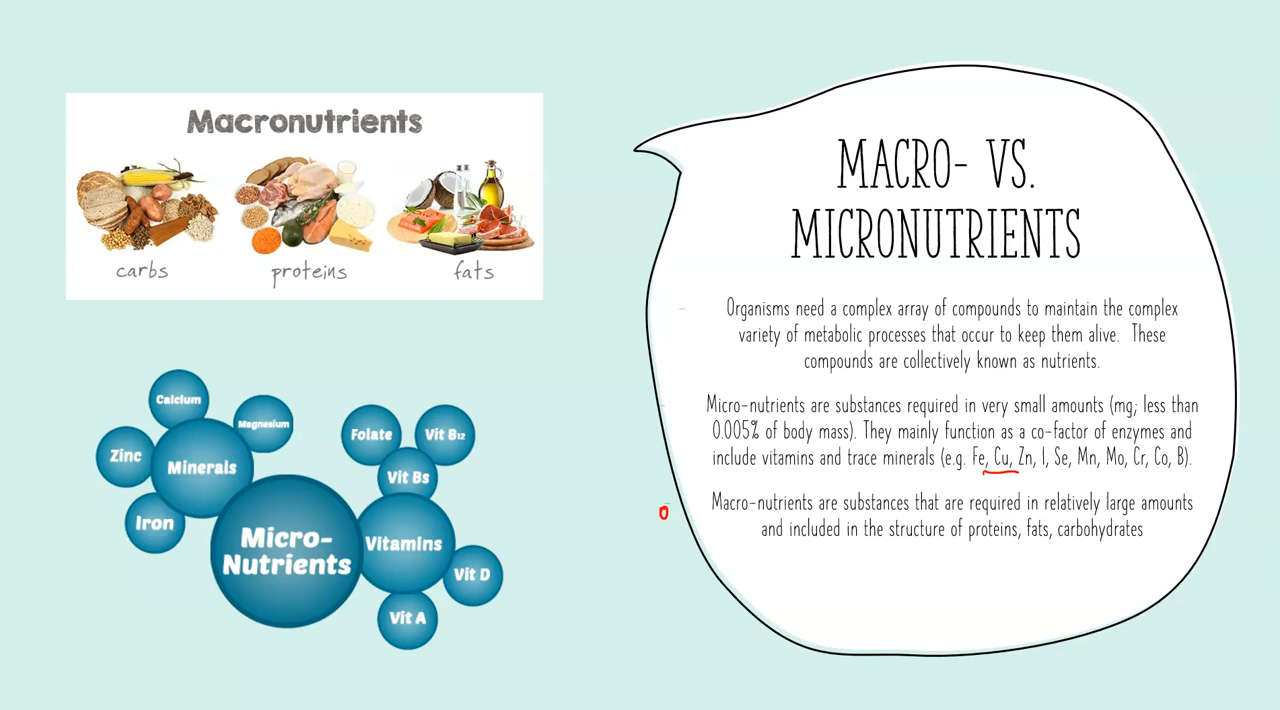 Macronutrients
carbs
proteins
fats
Calcium
Magnesium
Zinc
Minerals
Iron
Micro-
Nutrients
Folate
Vit B12
Vit Bs
Vitamins
Vit D
Vit A
MACRO- VS.
MICRONUTRIENTS
Organisms need a complex array of compounds to maintain the complex
variety of metabolic processes that occur to keep them alive. These
compounds are collectively known as nutrients.
Micro-nutrients are substances required in very small amounts (mg; less than
0.005% of body mass). They mainly function as a co-factor of enzymes and
include vitamins and trace minerals (e.g. Fe, Cu, Zn, I, Se, Mn, Mo, Cr, Co, B).
Macro-nutrients are substances that are required in relatively large amounts
and included in the structure of proteins, fats, carbohydrates